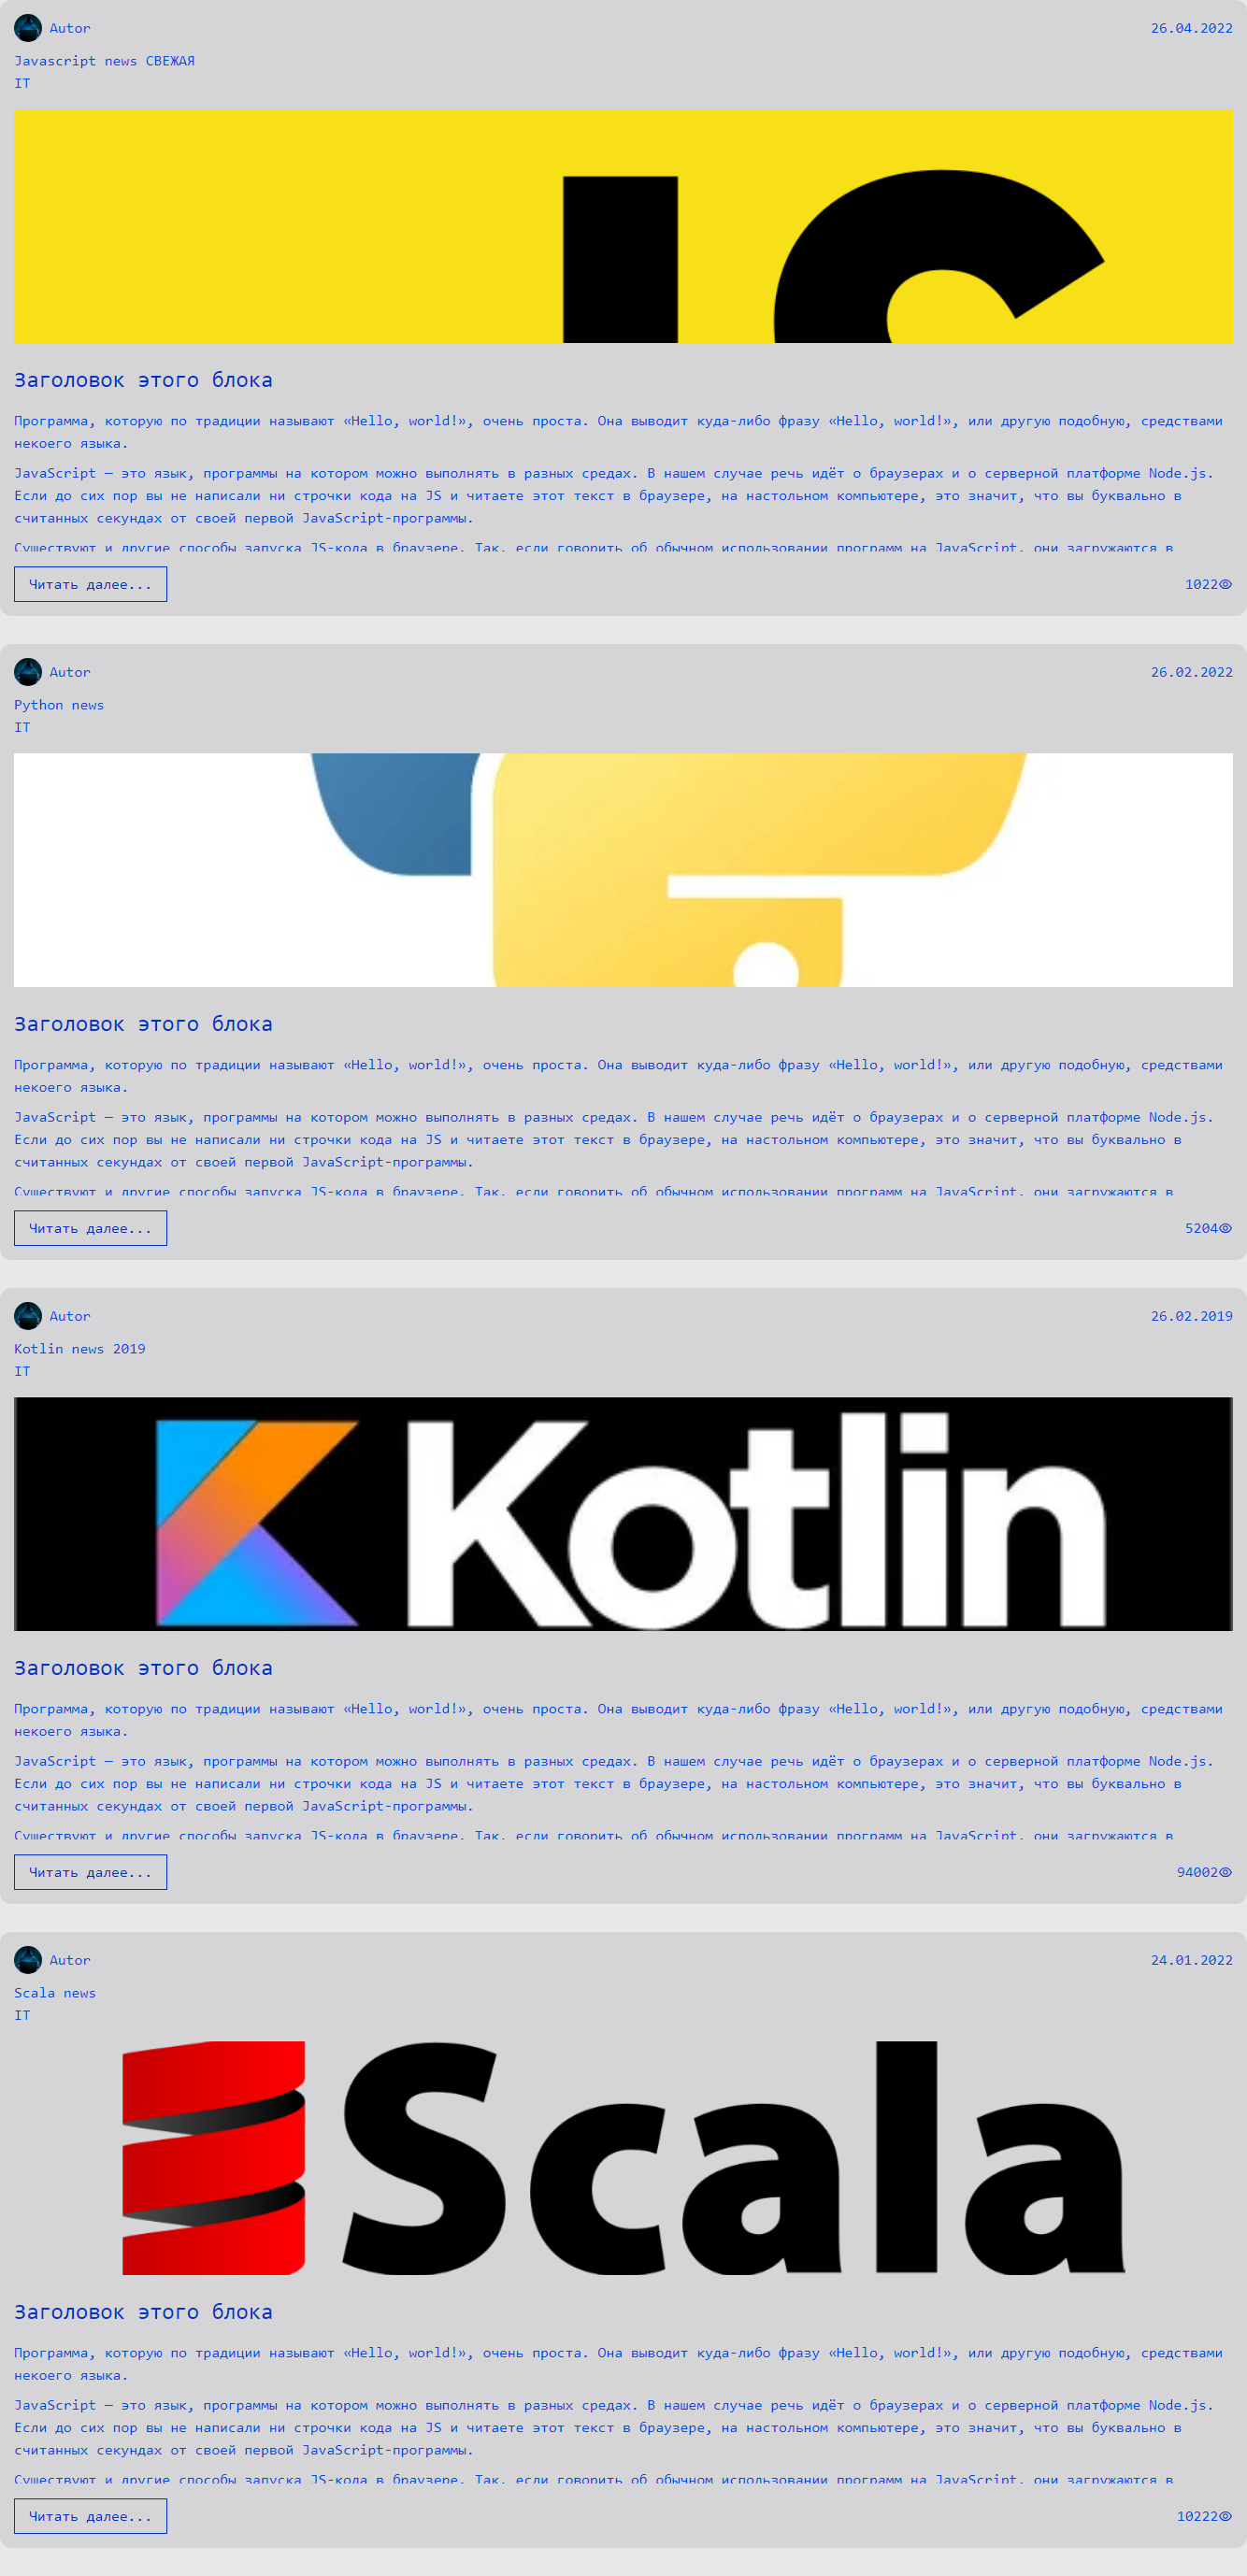 Autor
26.04.2022
Javascript news СВЕЖАЯ
IT
JS
Заголовок этого блока
Программа, которую по традиции называют «Hello, world!», очень проста. Она выводит куда-либо фразу «Hello, world!», или другую подобную, средствами
некоего языка.
JavaScript — это язык, программы на котором можно выполнять в разных средах. В нашем случае речь идёт о браузерах и о серверной платформе Node.js.
Если до сих пор вы не написали ни строчки кода на JS и читаете этот текст в браузере, на настольном компьютере, это значит, что вы буквально в
считанных секундах от своей первой JavaScript-программы.
Существуют и другие способы запуска JS-кода в браузере. Так, если говорить об обычном использовании программ на JavaScript, они загружаются в
Читать далее...
1022
Autor
26.02.2022
Python news
IT
Заголовок этого блока
Программа, которую по традиции называют «Hello, world!», очень проста. Она выводит куда-либо фразу «Hello, world!», или другую подобную, средствами
некоего языка.
JavaScript — это язык, программы на котором можно выполнять в разных средах. В нашем случае речь идёт о браузерах и о серверной платформе Node.js.
Если до сих пор вы не написали ни строчки кода на JS и читаете этот текст в браузере, на настольном компьютере, это значит, что вы буквально в
считанных секундах от своей первой JavaScript-программы.
Существуют и другие способы запуска JS-кода в браузере. Так, если говорить об обычном использовании программ на JavaScript, они загружаются в
Читать далее...
5204
Autor
26.02.2019
Kotlin news 2019
IT
Kotlin
Заголовок этого блока
Программа, которую по традиции называют «Hello, world!», очень проста. Она выводит куда-либо фразу «Hello, world!», или другую подобную, средствами
некоего языка.
JavaScript — это язык, программы на котором можно выполнять в разных средах. В нашем случае речь идёт о браузерах и о серверной платформе Node.js.
Если до сих пор вы не написали ни строчки кода на JS и читаете этот текст в браузере, на настольном компьютере, это значит, что вы буквально в
считанных секундах от своей первой JavaScript-программы.
Существуют и другие способы запуска JS-кода в браузере. Так, если говорить об обычном использовании программ на JavaScript, они загружаются в
Читать далее...
94002
Autor
24.01.2022
Scala news
IT
Scala
Заголовок этого блока
Программа, которую по традиции называют «Hello, world!», очень проста. Она выводит куда-либо фразу «Hello, world!», или другую подобную, средствами
некоего языка.
JavaScript — это язык, программы на котором можно выполнять в разных средах. В нашем случае речь идёт о браузерах и о серверной платформе Node.js.
Если до сих пор вы не написали ни строчки кода на JS и читаете этот текст в браузере, на настольном компьютере, это значит, что вы буквально в
считанных секундах от своей первой JavaScript-программы.
Существуют и другие способы запуска JS-кода в браузере. Так, если говорить об обычном использовании программ на JavaScript, они загружаются в
Читать далее...
10222